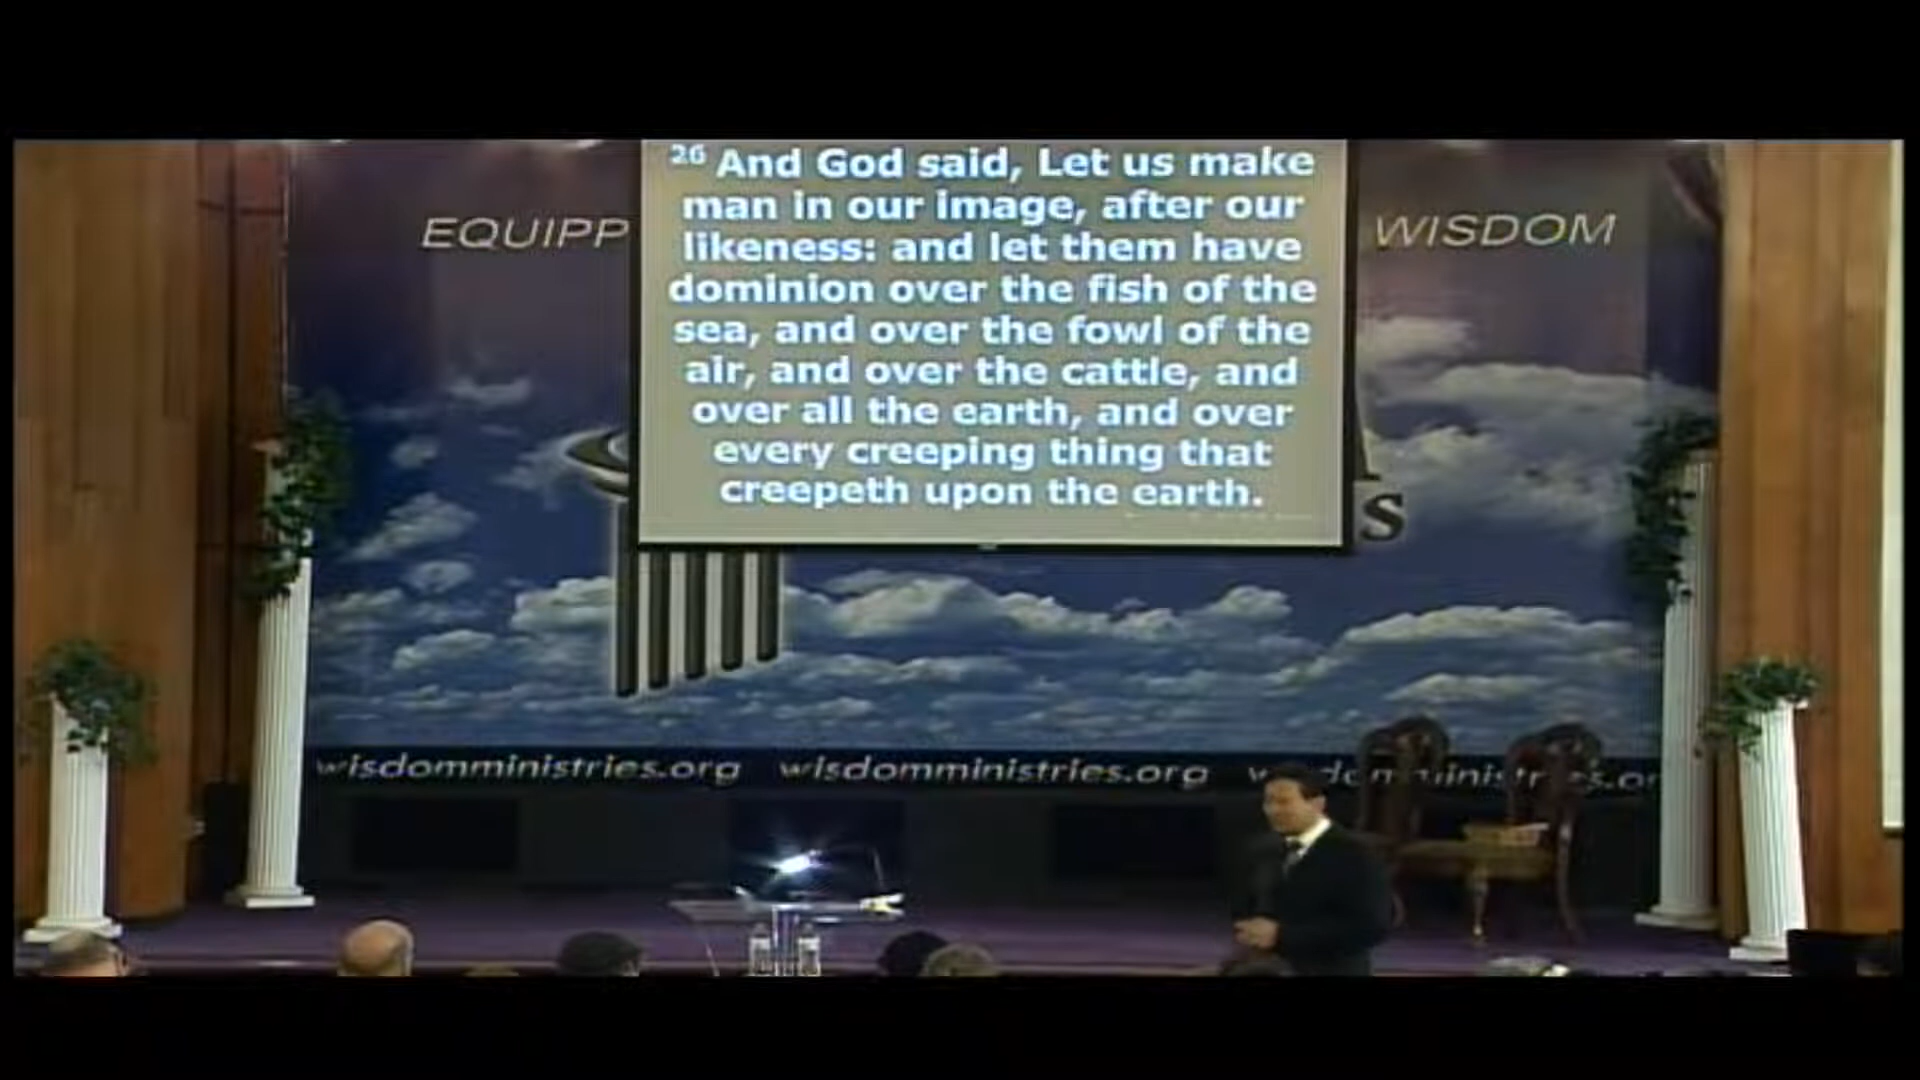 26 And God said, Let us make
man in our image, after our
likeness: and let them have
dominion over the fish of the
sea, and over the fowl of the
air, and over the cattle, and
over all the earth, and over
every creeping thing that
creepeth upon the earth.
EQUIPP
WISDOM
s
wisdomministries.org wisdomministries.org